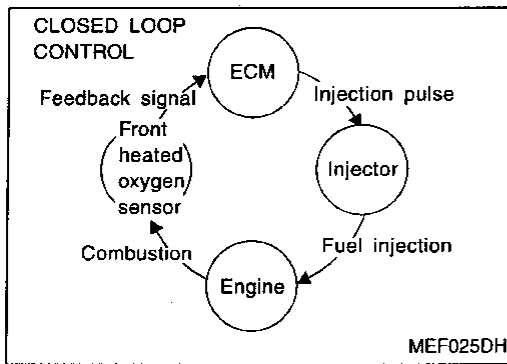 CLOSED LOOP
CONTROL
ECM
Feedback signal
Injection pulse
Front
heated
oxygen
sensor
Injector
Combustion
Fuel injection
Engine
MEF025DH